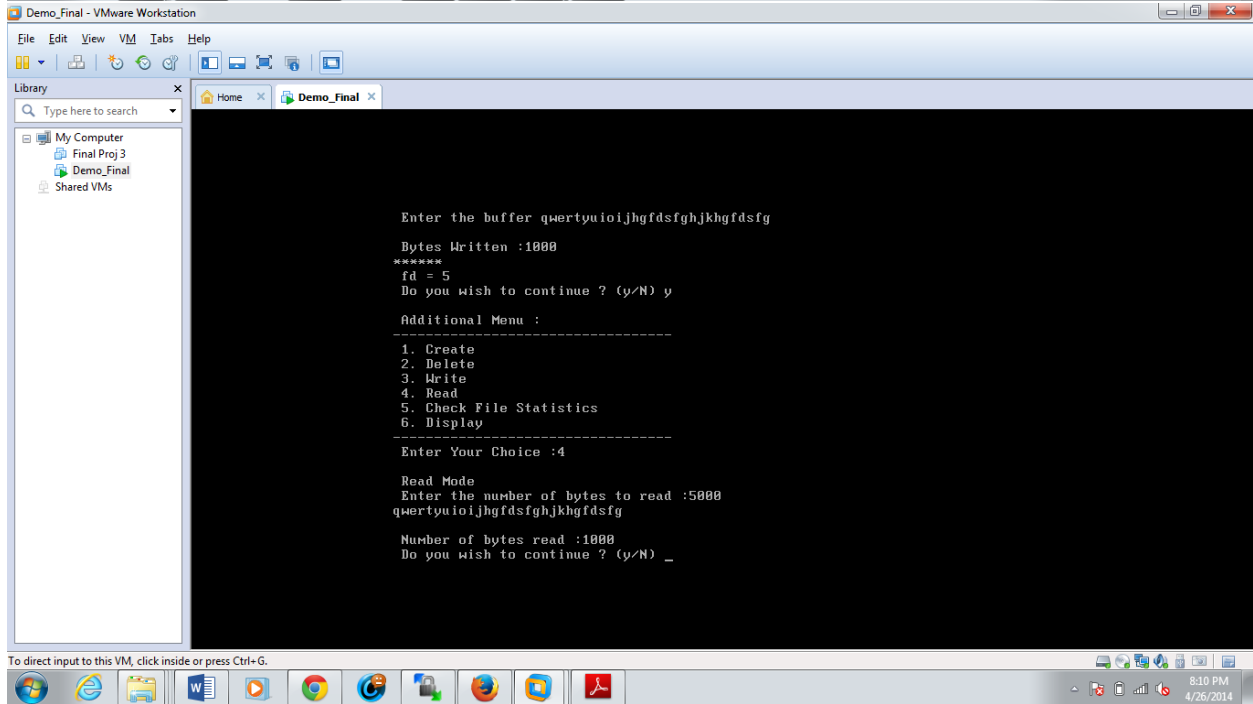 Demo_Final - VMware Workstation
File Edit View VM Tabs Help
Library
Home
Demo_Final
Type here to search
My Computer
Final Proj 3
Demo_Final
Shared VMs
Enter the buffer qwertyuioijhgfdsfghjkhgfdsfg
Bytes Written :1000
******
fd = 5
Do you wish to continue ? (y/N) y
Additional Menu :
----------------------------------
1. Create
2. Delete
3. Write
4. Read
5. Check File Statistics
6. Display
----------------------------------
Enter Your Choice :4
Read Mode
Enter the number of bytes to read :5000
qwertyuioijhgfdsfghjkhgfdsfg
Number of bytes read :1000
Do you wish to continue ? (y/N) _
To direct input to this VM, click inside or press Ctrl+G.
8:10 PM
4/26/2014